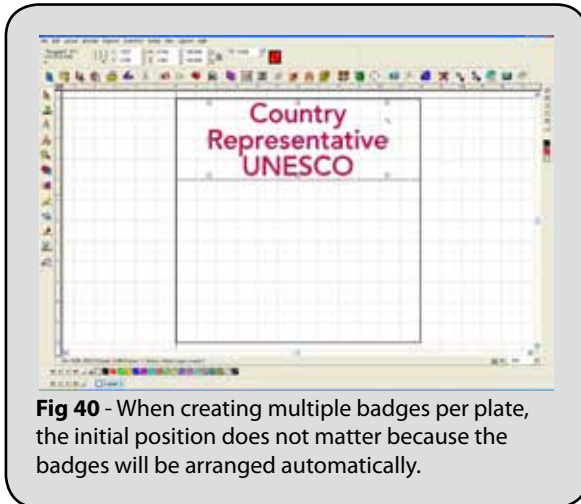 Country
Representative
UNESCO
Fig 40 - When creating multiple badges per plate,
the initial position does not matter because the
badges will be arranged automatically.